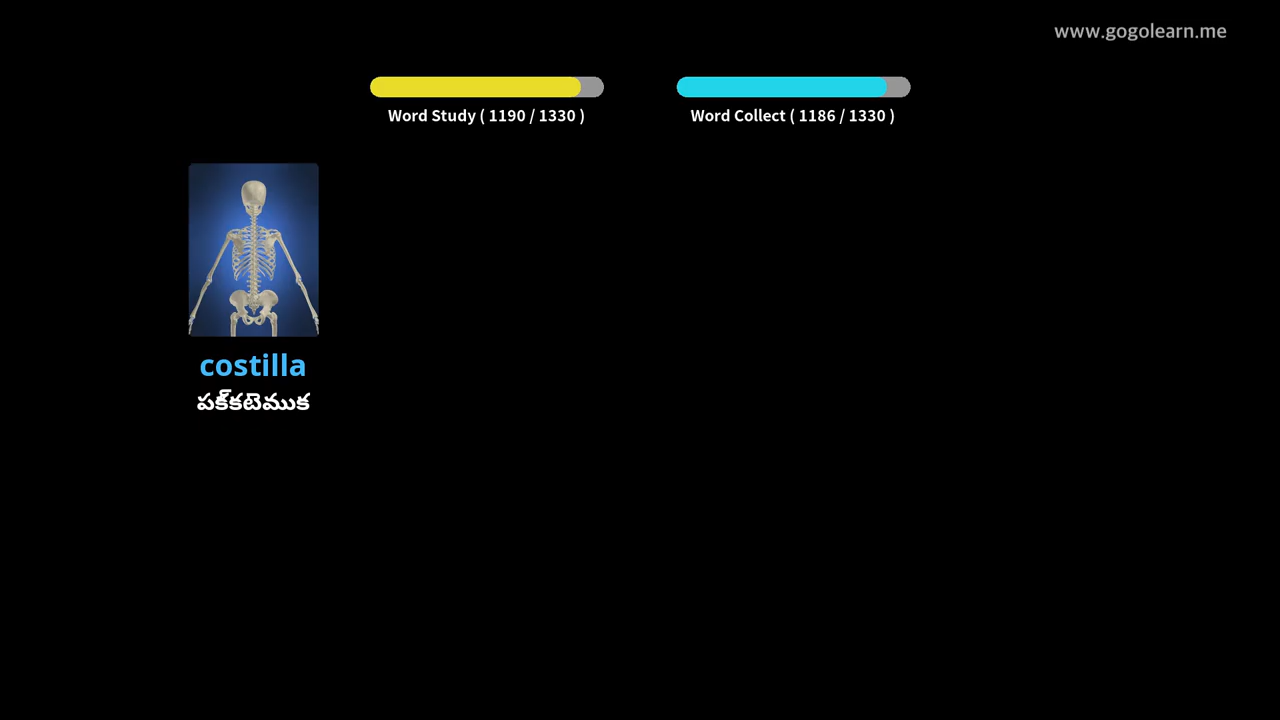 www.gogolearn.me
Word Study ( 1190 / 1330 )
Word Collect ( 1186 / 1330 )
costilla
పక్కటెముక